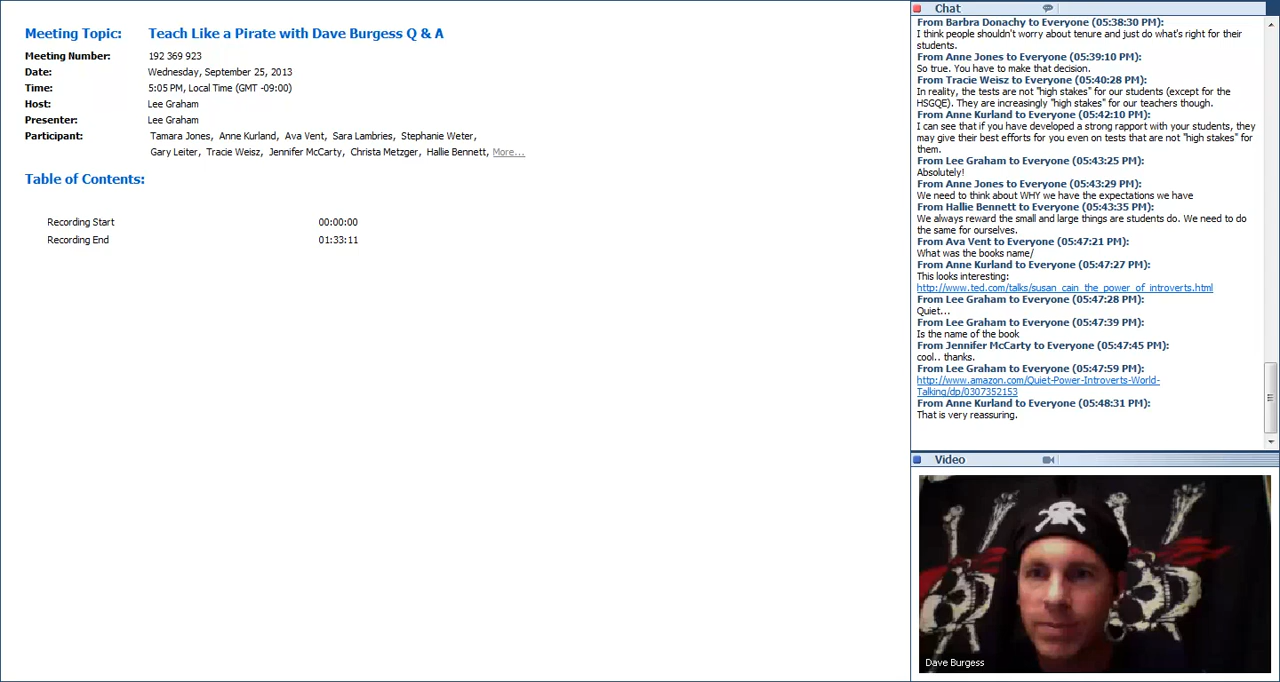 Meeting Topic: Teach Like a Pirate with Dave Burgess Q & A
Meeting Number: 192 369 923
Date: Wednesday, September 25, 2013
Time: 5:05 PM, Local Time (GMT -09:00)
Host: Lee Graham
Presenter: Lee Graham
Participant: Tamara Jones, Anne Kurland, Ava Vent, Sara Lambries, Stephanie Weter,
Gary Leiter, Tracie Weisz, Jennifer McCarty, Christa Metzger, Hallie Bennett, More...
Table of Contents:
Recording Start 00:00:00
Recording End 01:33:11
Chat
From Barbra Donachy to Everyone (05:38:30 PM):
I think people shouldn't worry about tenure and just do what's right for their
students.
From Anne Jones to Everyone (05:39:10 PM):
So true. You have to make that decision.
From Tracie Weisz to Everyone (05:40:28 PM):
In reality, the tests are not "high stakes" for our students (except for the
HSGQE). They are increasingly "high stakes" for our teachers though.
From Anne Kurland to Everyone (05:42:10 PM):
I can see that if you have developed a strong rapport with your students, they
may give their best efforts for you even on tests that are not "high stakes" for
them.
From Lee Graham to Everyone (05:43:25 PM):
Absolutely!
From Anne Jones to Everyone (05:43:29 PM):
We need to think about WHY we have the expectations we have
From Hallie Bennett to Everyone (05:43:35 PM):
We always reward the small and large things are students do. We need to do
the same for ourselves.
From Ava Vent to Everyone (05:47:21 PM):
What was the books name/
From Anne Kurland to Everyone (05:47:27 PM):
This looks interesting:
http://www.ted.com/talks/susan_cain_the_power_of_introverts.html
From Lee Graham to Everyone (05:47:28 PM):
Quiet...
From Lee Graham to Everyone (05:47:39 PM):
Is the name of the book
From Jennifer McCarty to Everyone (05:47:45 PM):
cool.. thanks.
From Lee Graham to Everyone (05:47:59 PM):
http://www.amazon.com/Quiet-Power-Introverts-World-
Talking/dp/0307352153
From Anne Kurland to Everyone (05:48:31 PM):
That is very reassuring.
Video
Dave Burgess